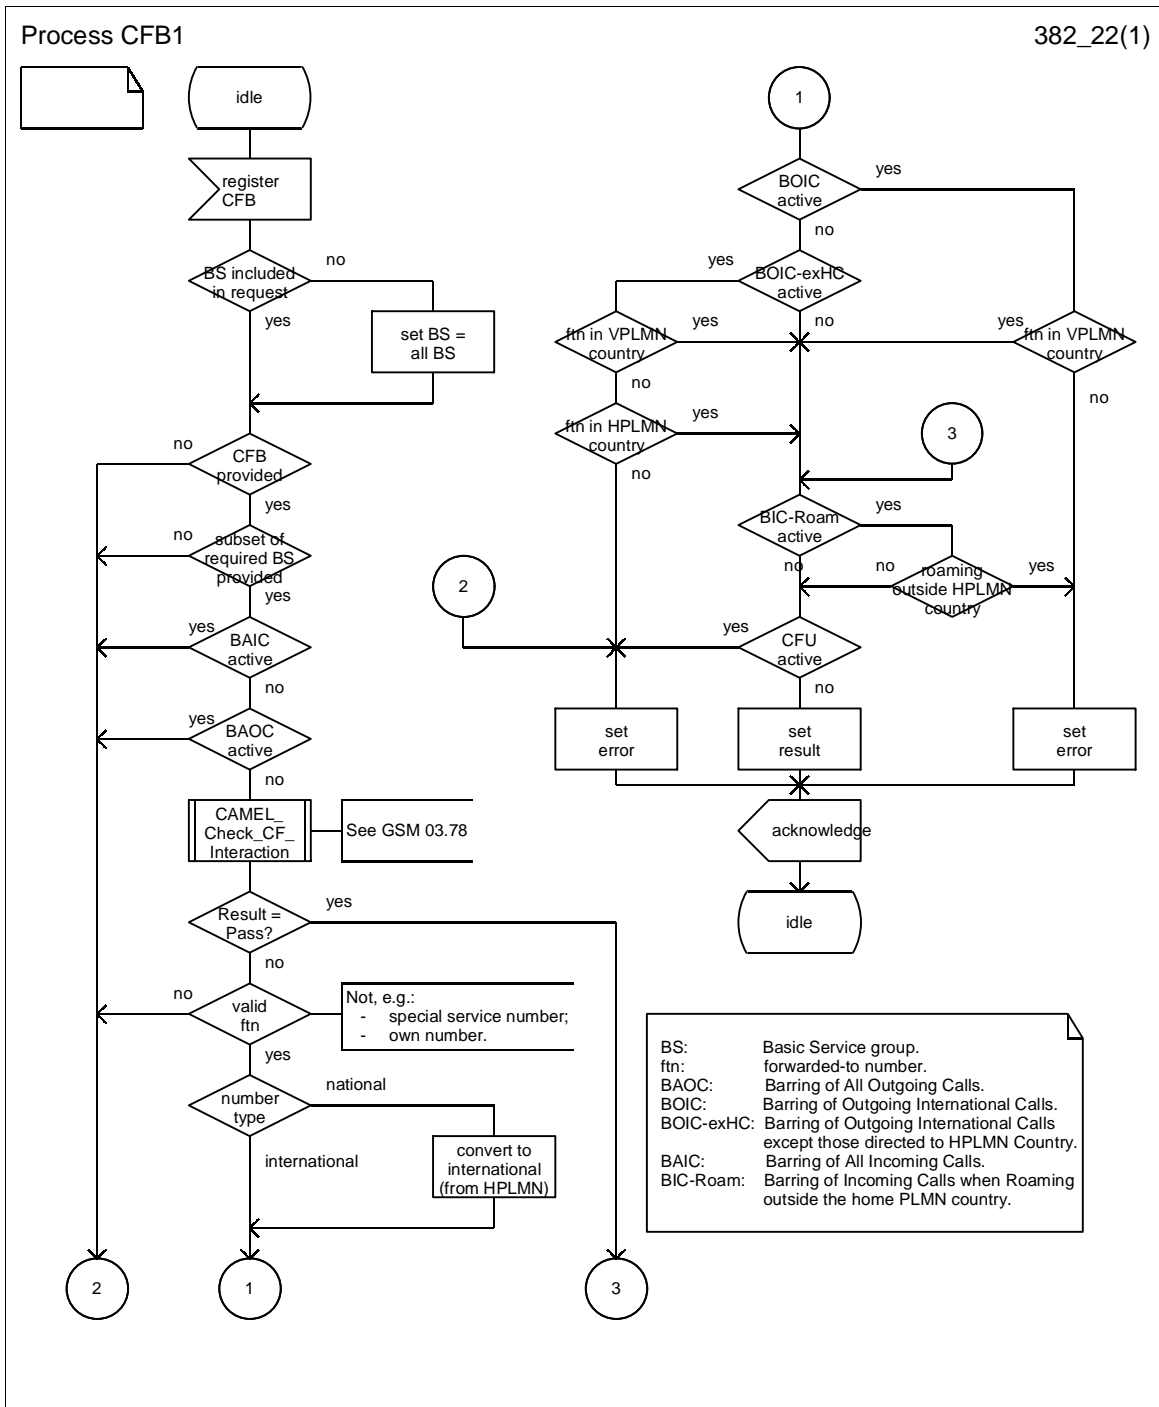 Process CFB1
382_22(1)
idle
register
CFB
BS included
in request
no
yes
set BS =
all BS
no
CFB
provided
yes
no
subset of
required BS
provided
yes
yes
BAIC
active
no
yes
BAOC
active
no
CAMEL_
Check_CF_
Interaction
See GSM 03.78
Result =
Pass?
yes
no
no
valid
ftn
Not, e.g.:
- special service number;
- own number.
yes
number
type
national
international
convert to
international
(from HPLMN)
2
1
3
1
BOIC
active
yes
no
yes
BOIC-exHC
active
no
ftn in VPLMN
country
yes
no
yes
ftn in VPLMN
country
no
ftn in HPLMN
country
yes
no
3
BIC-Roam
active
yes
no
no
roaming
outside HPLMN
country
yes
2
yes
CFU
active
no
set
error
set
result
set
error
acknowledge
idle
BS: Basic Service group.
ftn: forwarded-to number.
BAOC: Barring of All Outgoing Calls.
BOIC: Barring of Outgoing International Calls.
BOIC-exHC: Barring of Outgoing International Calls
except those directed to HPLMN Country.
BAIC: Barring of All Incoming Calls.
BIC-Roam: Barring of Incoming Calls when Roaming
outside the home PLMN country.